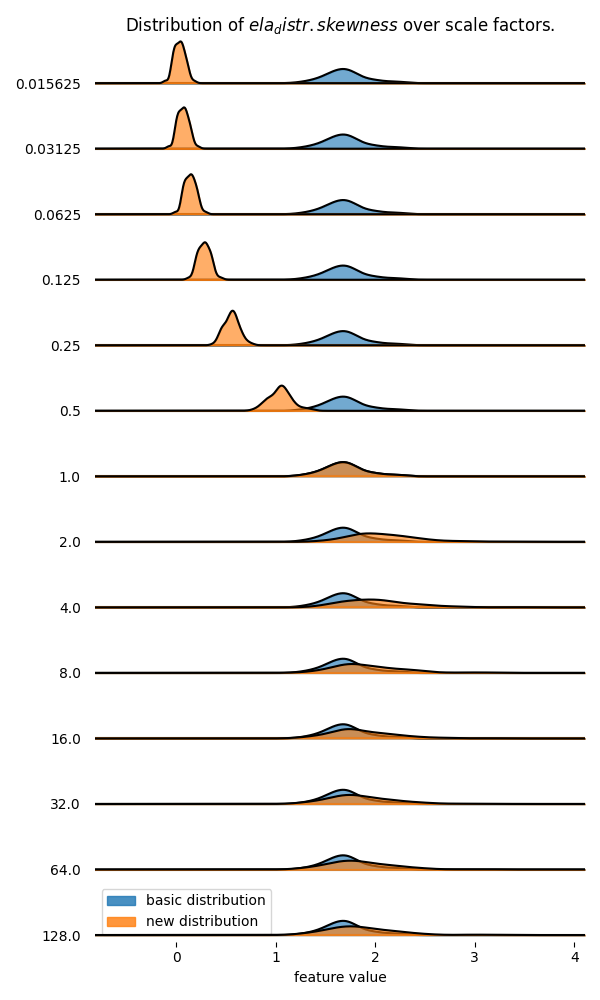 Distribution of ela_distr.skewness over scale factors.
0.015625
0.03125
0.0625
0.125
0.25
0.5
1.0
2.0
4.0
8.0
16.0
32.0
64.0
basic distribution
new distribution
128.0
0 1 2 3 4
feature value